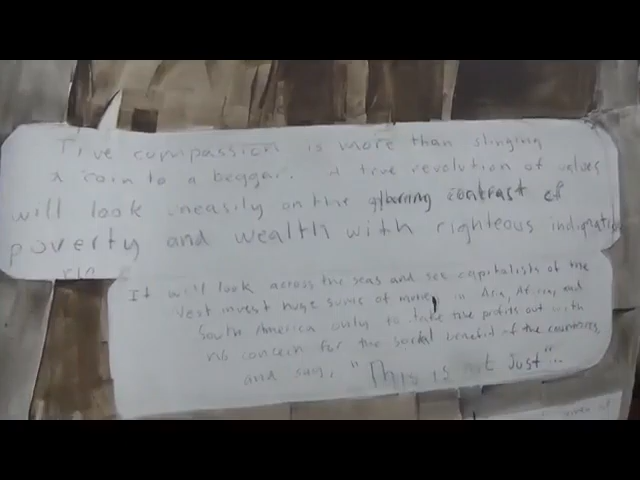 True compassion is more than slinging
a coin to a beggar. A true revolution of values
will look uneasily on the glaring contrast of
poverty and wealth with righteous indignatio
It will look across the seas and see capitalists of the
West invest huge sums of money in Asia, Africa, and
South America only to take the profits out with
no concern for the social benefit of the countries,
and say, "This is not Just"..